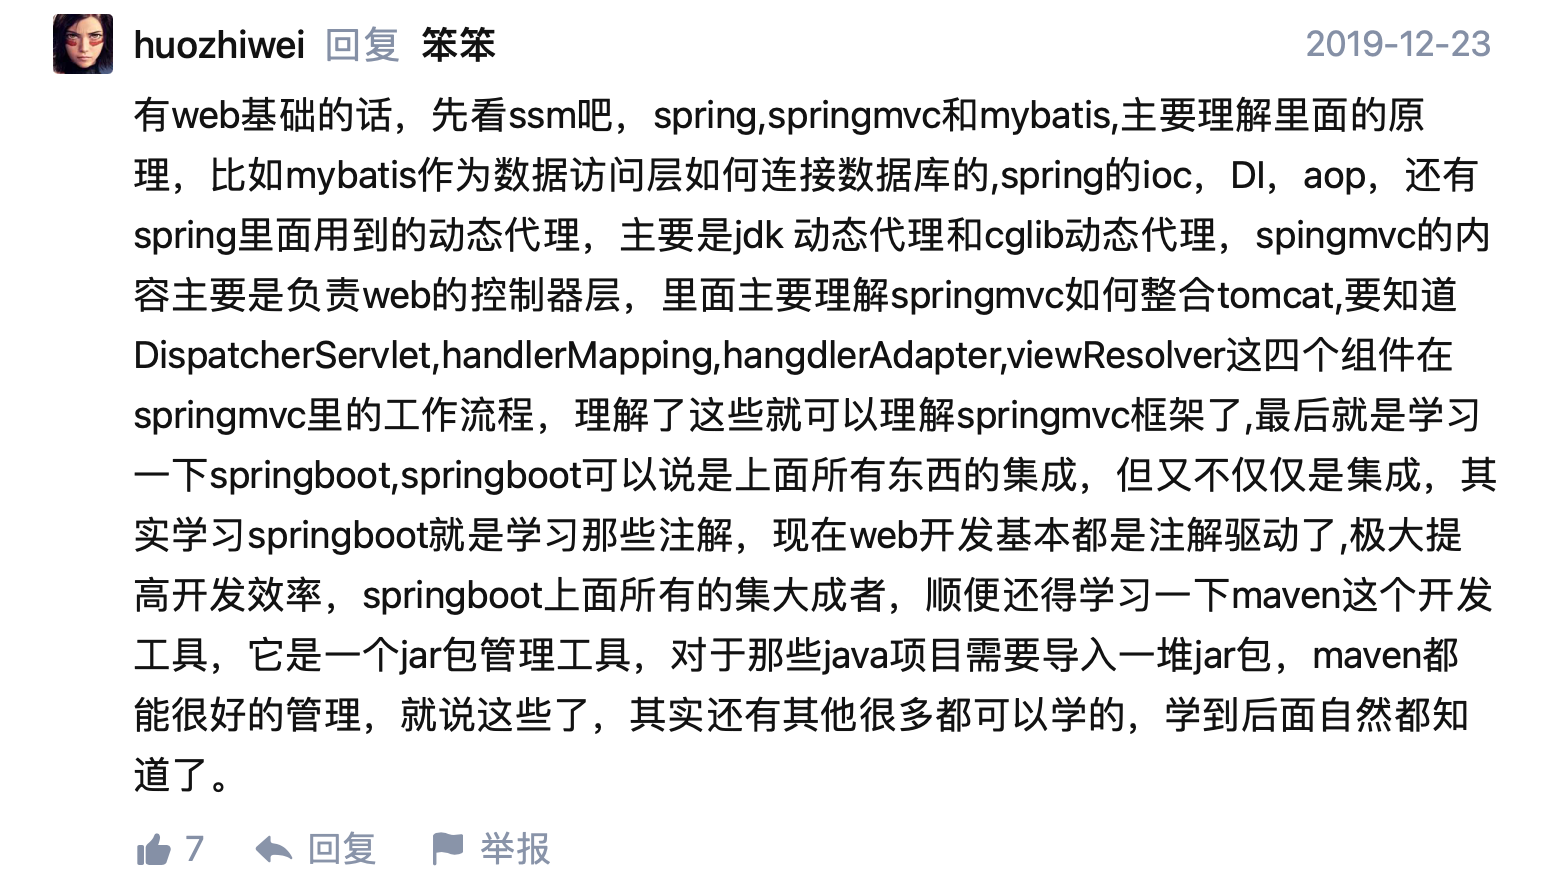 huozhiwei 回复 笨笨 2019-12-23
有web基础的话，先看ssm吧，spring,springmvc和mybatis,主要理解里面的原
理，比如mybatis作为数据访问层如何连接数据库的,spring的ioc，DI，aop，还有
spring里面用到的动态代理，主要是jdk 动态代理和cglib动态代理，spingmvc的内
容主要是负责web的控制器层，里面主要理解springmvc如何整合tomcat,要知道
DispatcherServlet,handlerMapping,hangdlerAdapter,viewResolver这四个组件在
springmvc里的工作流程，理解了这些就可以理解springmvc框架了,最后就是学习
一下springboot,springboot可以说是上面所有东西的集成，但又不仅仅是集成，其
实学习springboot就是学习那些注解，现在web开发基本都是注解驱动了,极大提
高开发效率，springboot上面所有的集大成者，顺便还得学习一下maven这个开发
工具，它是一个jar包管理工具，对于那些java项目需要导入一堆jar包，maven都
能很好的管理，就说这些了，其实还有其他很多都可以学的，学到后面自然都知
道了。
7 回复 举报